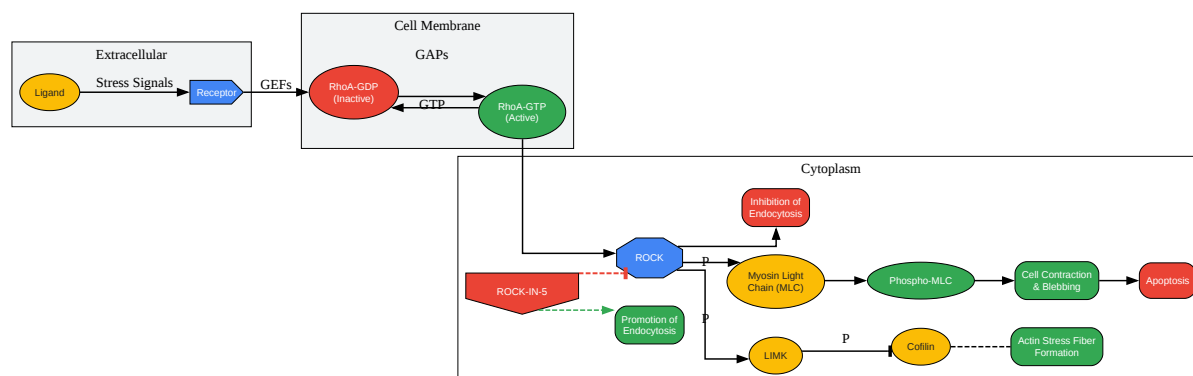 Cell Membrane
Extracellular
GAPs
Ligand
Stress Signals
Receptor
GEFs
RhoA-GDP
(Inactive)
GTP
RhoA-GTP
(Active)
Cytoplasm
Inhibition of
Endocytosis
ROCK
P
Myosin Light
Chain (MLC)
Phospho-MLC
Cell Contraction
& Blebbing
Apoptosis
ROCK-IN-5
Promotion of
Endocytosis
P
LIMK
P
Cofilin
Actin Stress Fiber
Formation